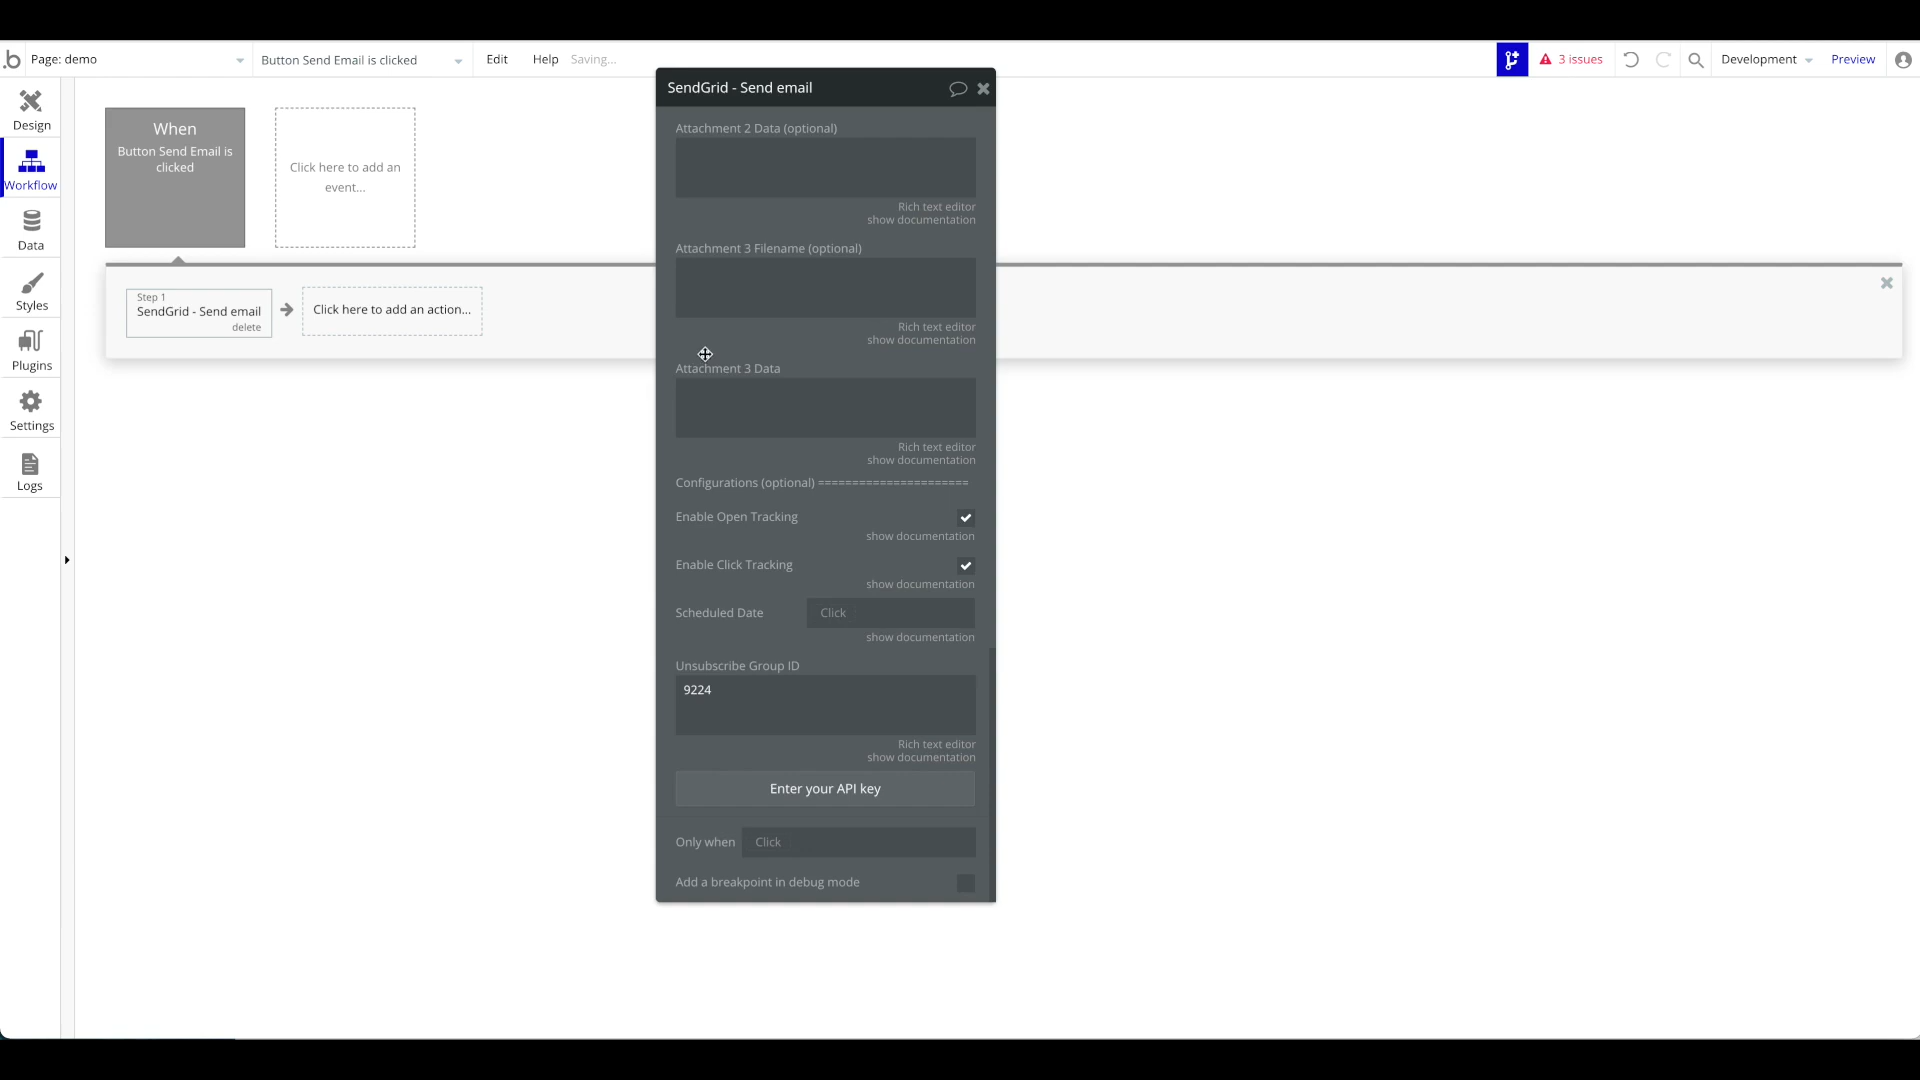 .b Page: demo
Button Send Email is clicked
Edit
Help
Saving...
3 issues
Development
Preview
Design
Workflow
Data
Styles
Plugins
Settings
Logs
When
Button Send Email is
clicked
Click here to add an
event...
Step 1
SendGrid - Send email
delete
Click here to add an action...
SendGrid - Send email
Attachment 2 Data (optional)
Rich text editor
show documentation
Attachment 3 Filename (optional)
Rich text editor
show documentation
Attachment 3 Data
Rich text editor
show documentation
Configurations (optional) ======================
Enable Open Tracking
show documentation
Enable Click Tracking
show documentation
Scheduled Date
Click
show documentation
Unsubscribe Group ID
9224
Rich text editor
show documentation
Enter your API key
Only when
Click
Add a breakpoint in debug mode